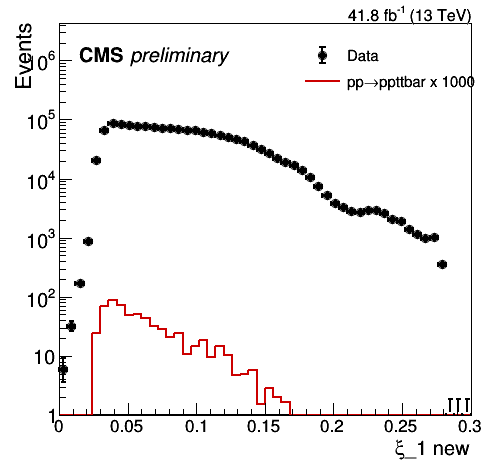 41.8 fb⁻¹ (13 TeV)
Events
CMS preliminary
Data
pp→ppttbar x 1000
10⁶
10⁵
10⁴
10³
10²
10
1
0 0.05 0.1 0.15 0.2 0.25 0.3
ξ_1 new